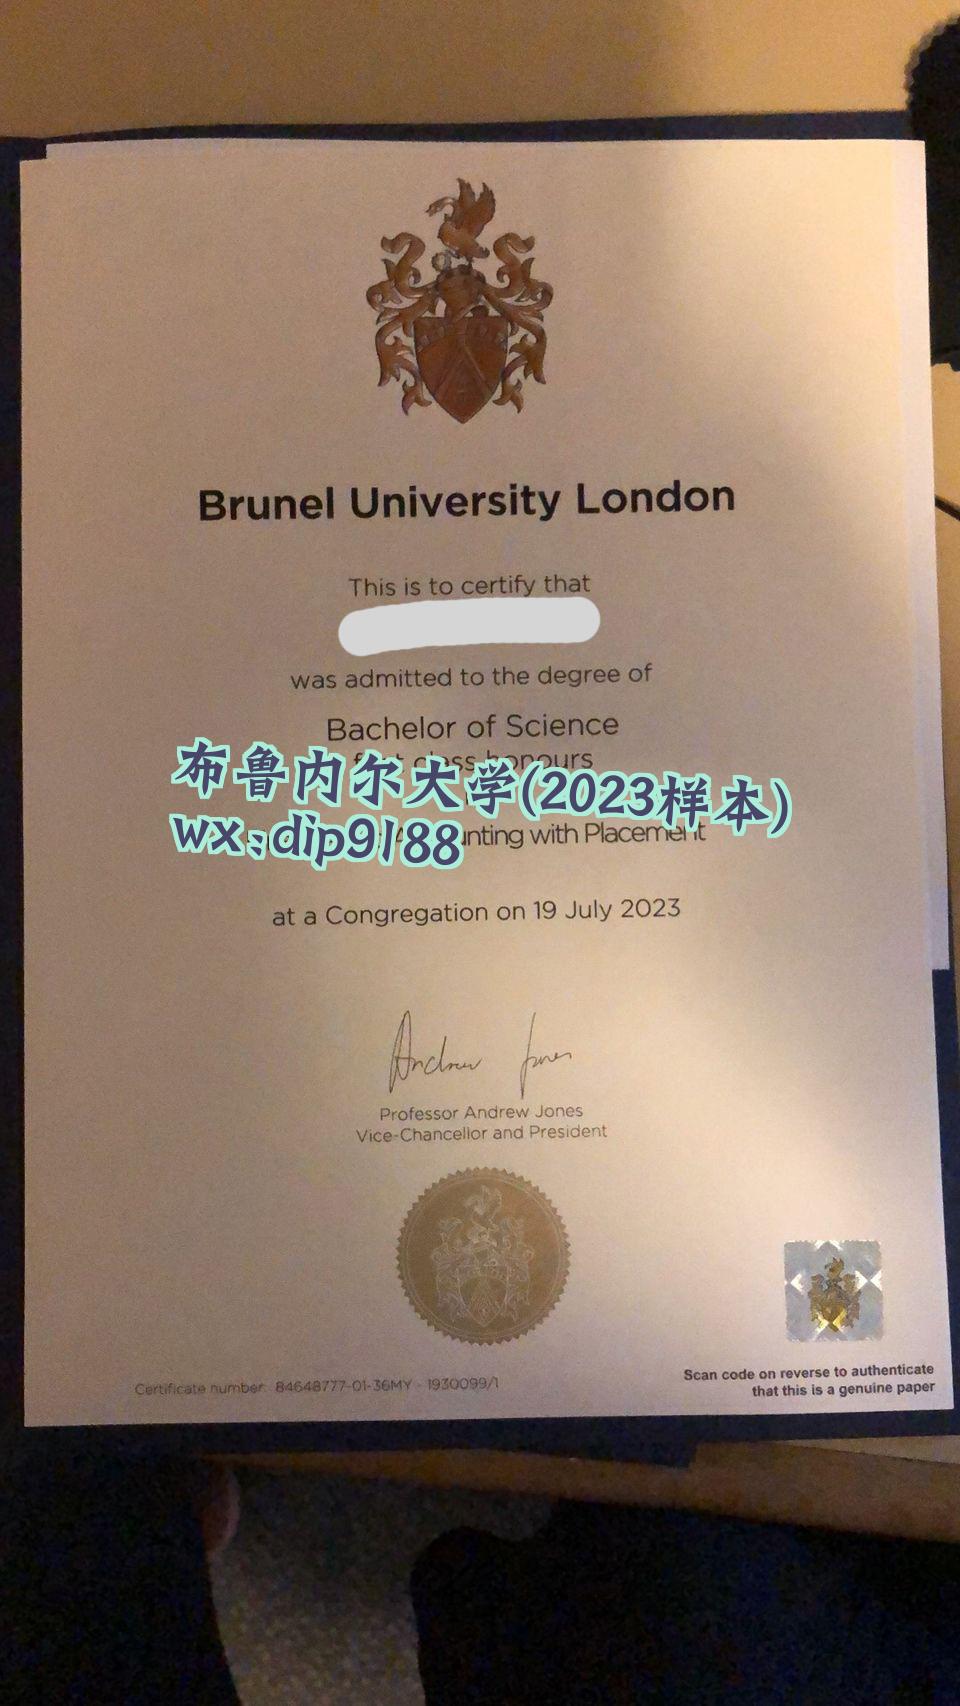 Brunel University London
This is to certify that
was admitted to the degree of
Bachelor of Science
honours
布鲁内尔大学(2023样本)
wx:dip9188
with Placement
at a Congregation on 19 July 2023
Andrew Jones
Professor Andrew Jones
Vice-Chancellor and President
Certificate number: 84648777-01-36MY - 1930099/1
Scan code on reverse to authenticate
that this is a genuine paper